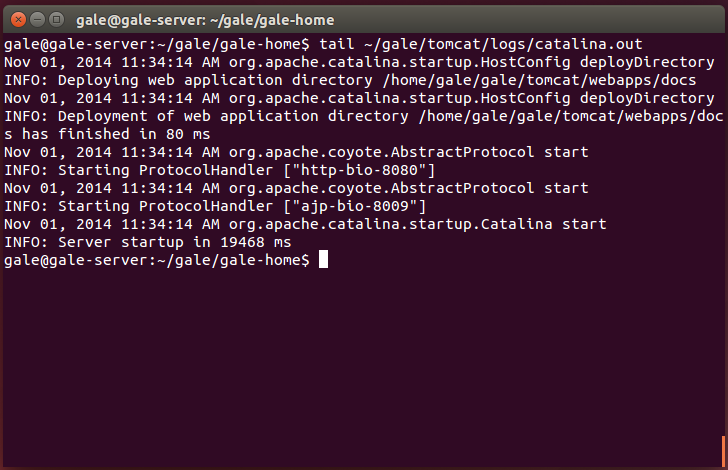 gale@gale-server: ~/gale/gale-home
gale@gale-server:~/gale/gale-home$ tail ~/gale/tomcat/logs/catalina.out
Nov 01, 2014 11:34:14 AM org.apache.catalina.startup.HostConfig deployDirectory
INFO: Deploying web application directory /home/gale/gale/tomcat/webapps/docs
Nov 01, 2014 11:34:14 AM org.apache.catalina.startup.HostConfig deployDirectory
INFO: Deployment of web application directory /home/gale/gale/tomcat/webapps/doc
s has finished in 80 ms
Nov 01, 2014 11:34:14 AM org.apache.coyote.AbstractProtocol start
INFO: Starting ProtocolHandler ["http-bio-8080"]
Nov 01, 2014 11:34:14 AM org.apache.coyote.AbstractProtocol start
INFO: Starting ProtocolHandler ["ajp-bio-8009"]
Nov 01, 2014 11:34:14 AM org.apache.catalina.startup.Catalina start
INFO: Server startup in 19468 ms
gale@gale-server:~/gale/gale-home$